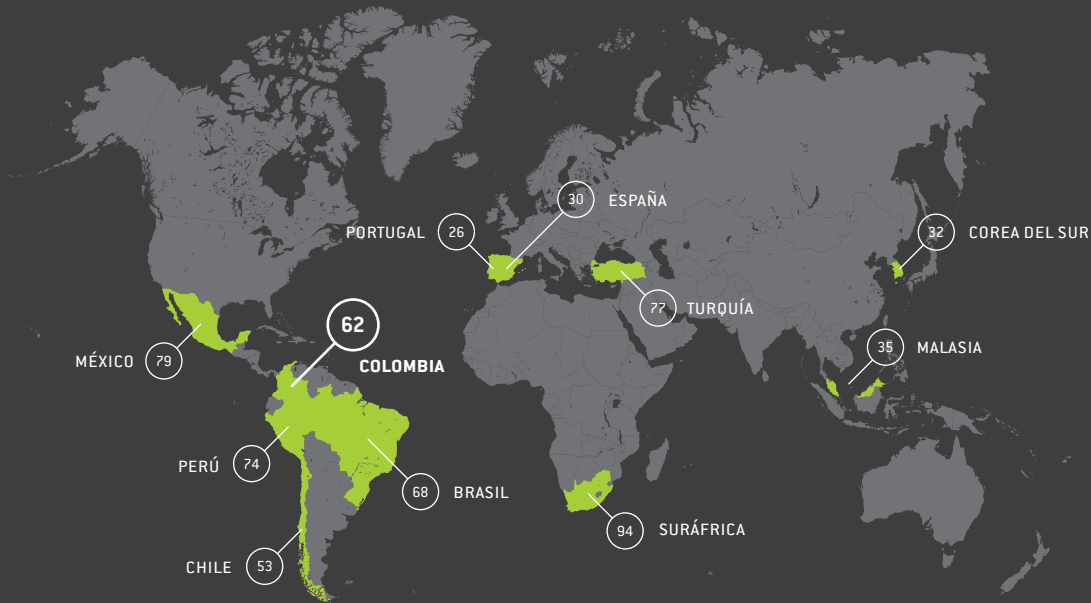 30 ESPAÑA
PORTUGAL 26
32 COREA DEL SUR
77 TURQUÍA
62
COLOMBIA
MÉXICO 79
35 MALASIA
PERÚ 74
68 BRASIL
94 SURÁFRICA
CHILE 53